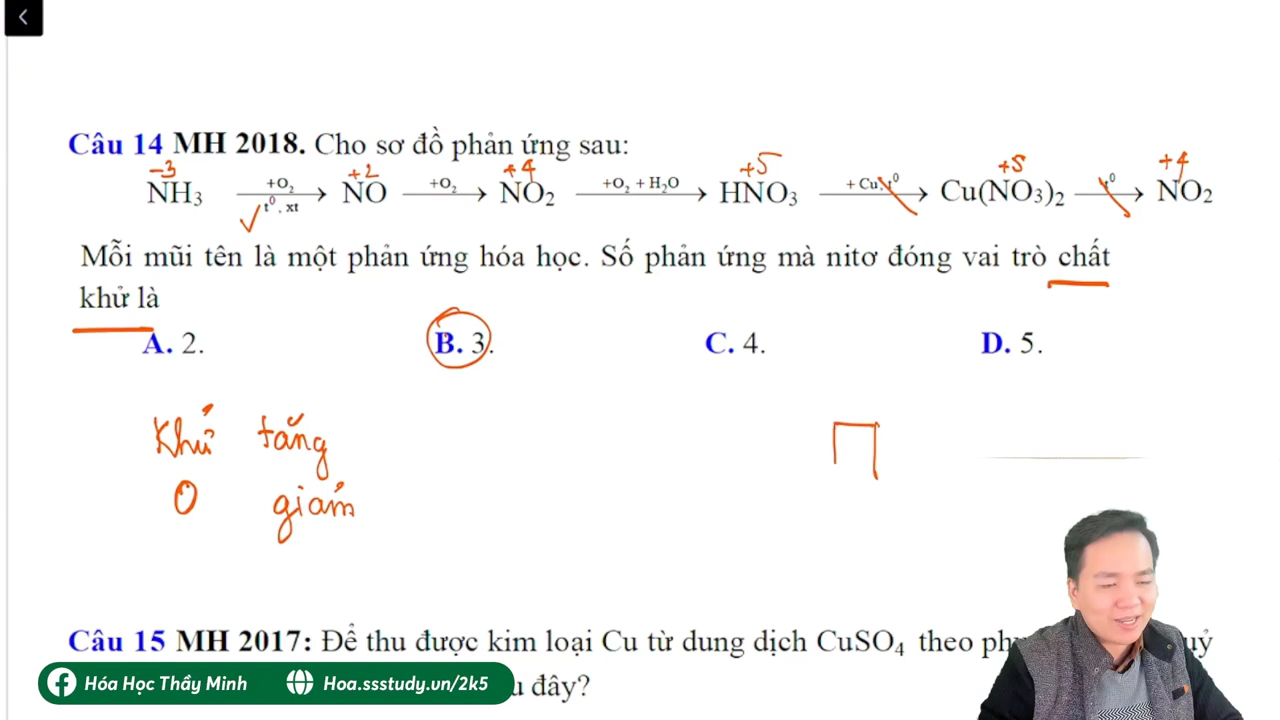 Câu 14 MH 2018. Cho sơ đồ phản ứng sau:
-3 +2 +4 +5 +5 +4
NH₃ +O₂ t⁰, xt → NO +O₂ → NO₂ +O₂ + H₂O → HNO₃ + Cu, t⁰ → Cu(NO₃)₂ t⁰ → NO₂
Mỗi mũi tên là một phản ứng hóa học. Số phản ứng mà nitơ đóng vai trò chất
khử là
A. 2. B. 3. C. 4. D. 5.
Khử tăng
O giảm
Câu 15 MH 2017: Để thu được kim loại Cu từ dung dịch CuSO₄ theo
đây?
Hóa Học Thầy Minh Hoa.ssstudy.vn/2k5